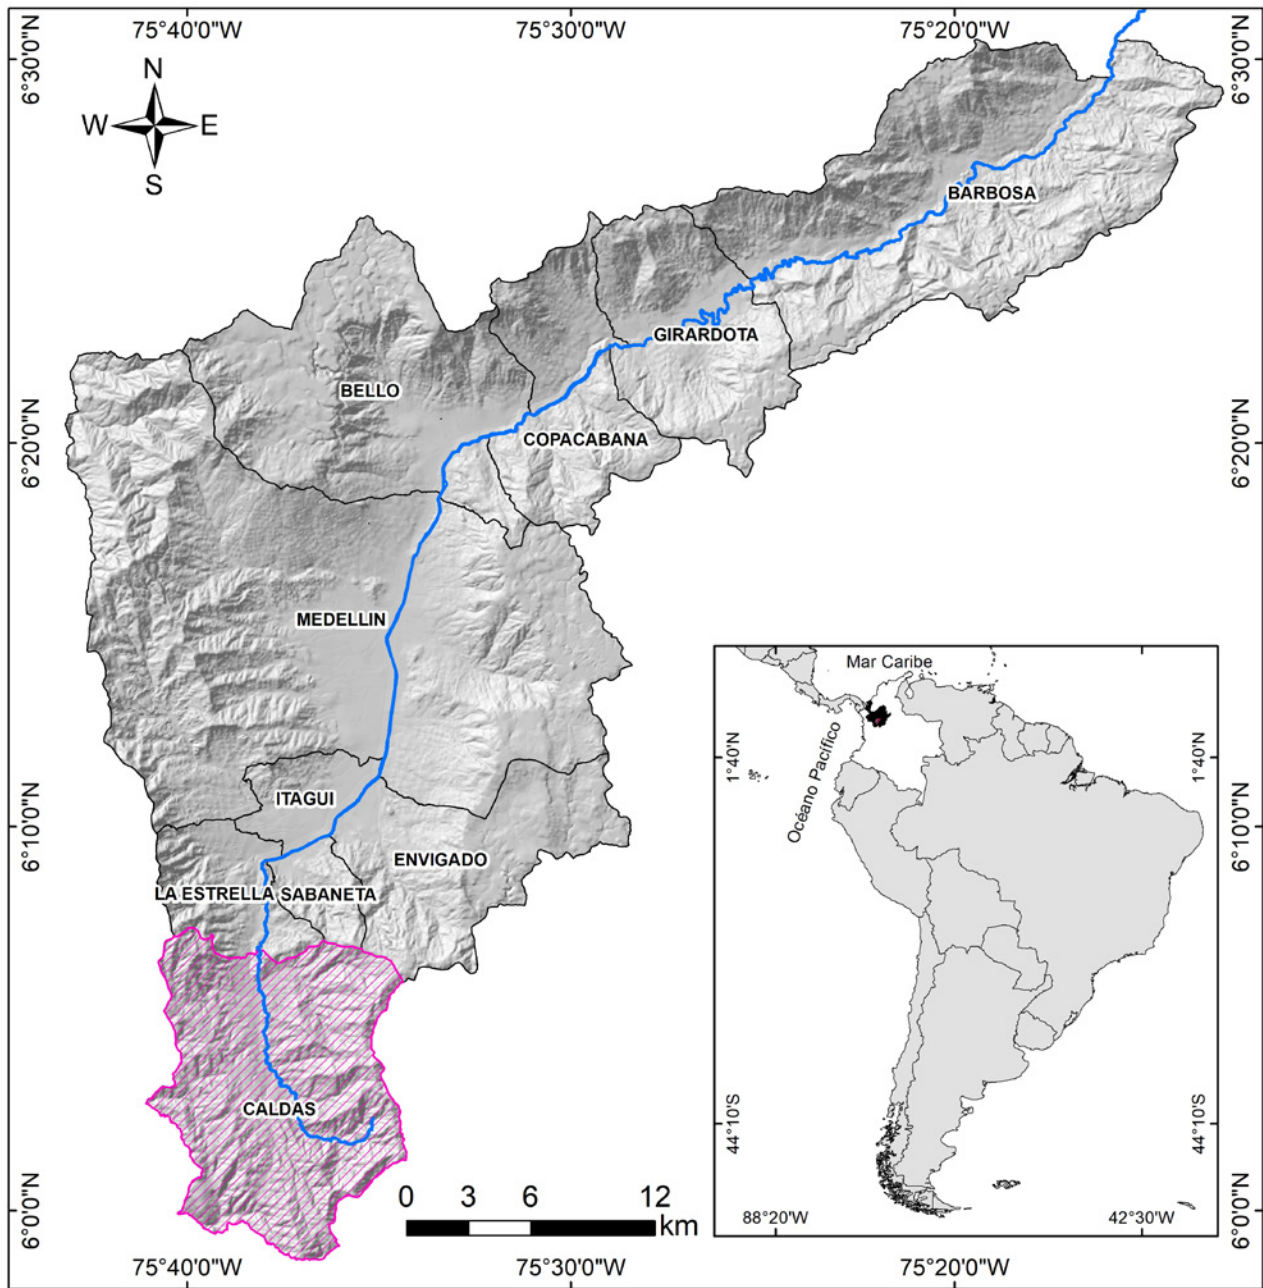 75°40'0"W 75°30'0"W 75°20'0"W
6°30'0"N 6°30'0"N
N
W E
S
BARBOSA
GIRARDOTA
BELLO
COPACABANA
6°20'0"N 6°20'0"N
MEDELLIN
Mar Caribe
Océano Pacífico
1°40'N 1°40'N
ITAGUI
6°10'0"N 6°10'0"N
ENVIGADO
LA ESTRELLA SABANETA
CALDAS
44°10'S 44°10'S
0 3 6 12
km
88°20'W 42°30'W
6°0'0"N 6°0'0"N
75°40'0"W 75°30'0"W 75°20'0"W